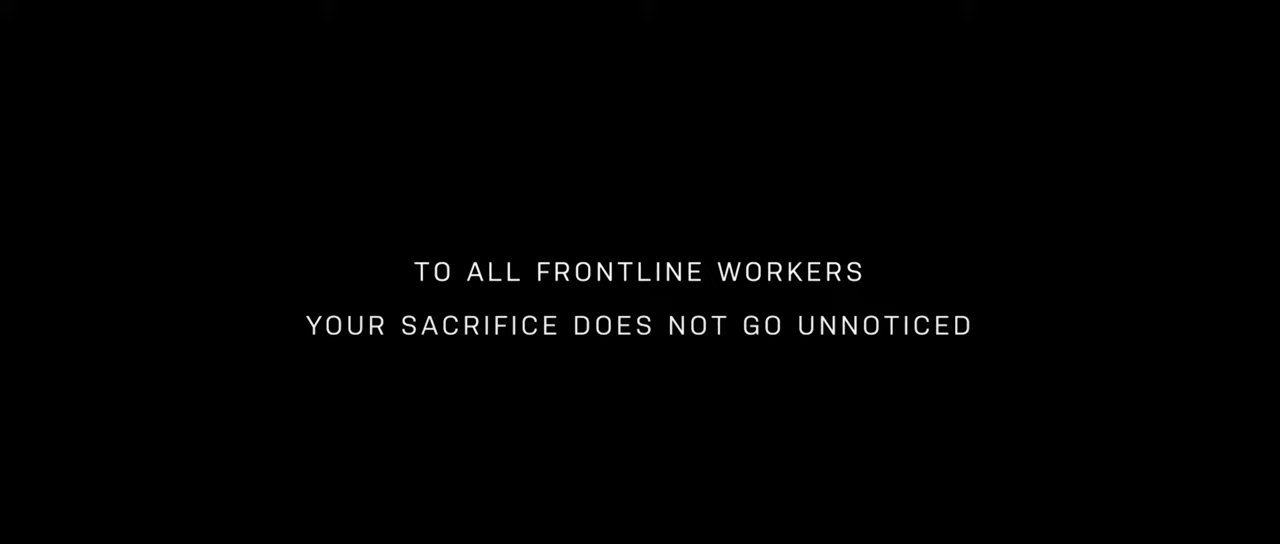 TO ALL FRONTLINE WORKERS
YOUR SACRIFICE DOES NOT GO UNNOTICED